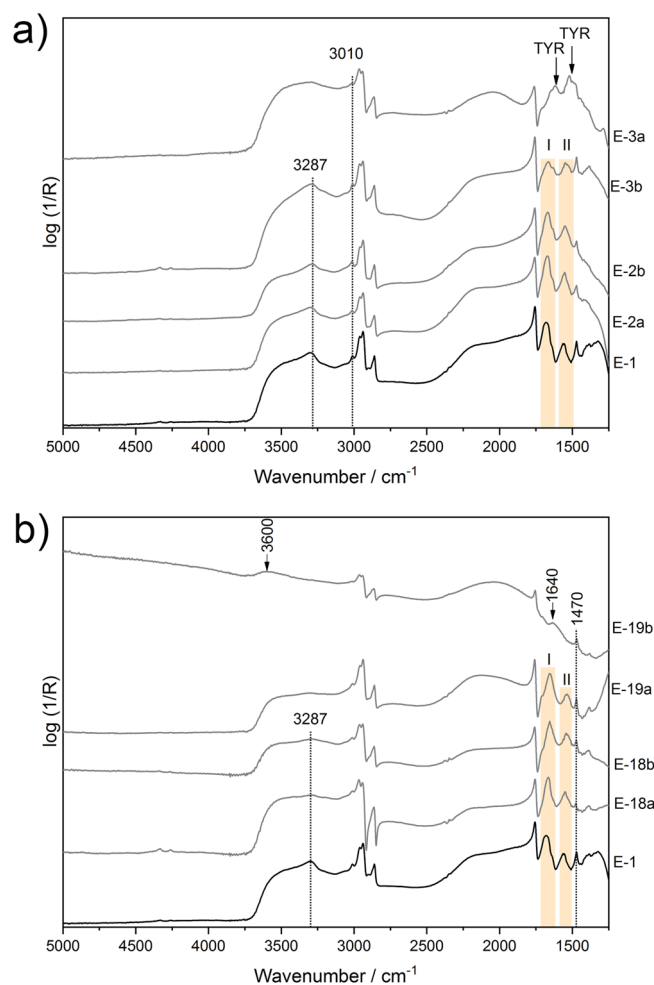 a)
TYR
TYR
3010
E-3a
I II
3287
E-3b
log (1/R)
E-2b
E-2a
E-1
5000 4500 4000 3500 3000 2500 2000 1500
Wavenumber / cm⁻¹
b)
3600
1640
1470
E-19b
I
II
E-19a
3287
log (1/R)
E-18b
E-18a
E-1
5000 4500 4000 3500 3000 2500 2000 1500
Wavenumber / cm⁻¹